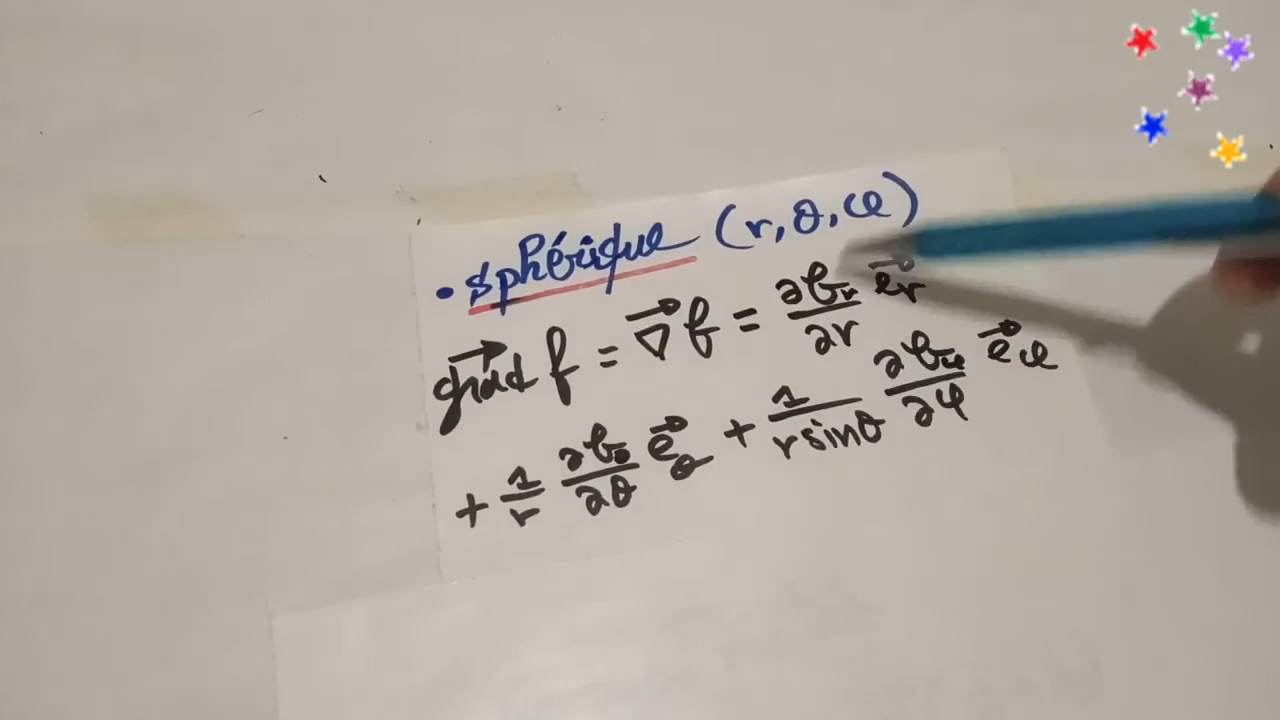 • sphérique (r, θ, φ)
grad⃗ f = ∇⃗ f = ∂fr/∂r e⃗r
+ 1/r ∂fθ/∂θ e⃗θ + 1/(r sinθ) ∂fφ/∂φ e⃗φ